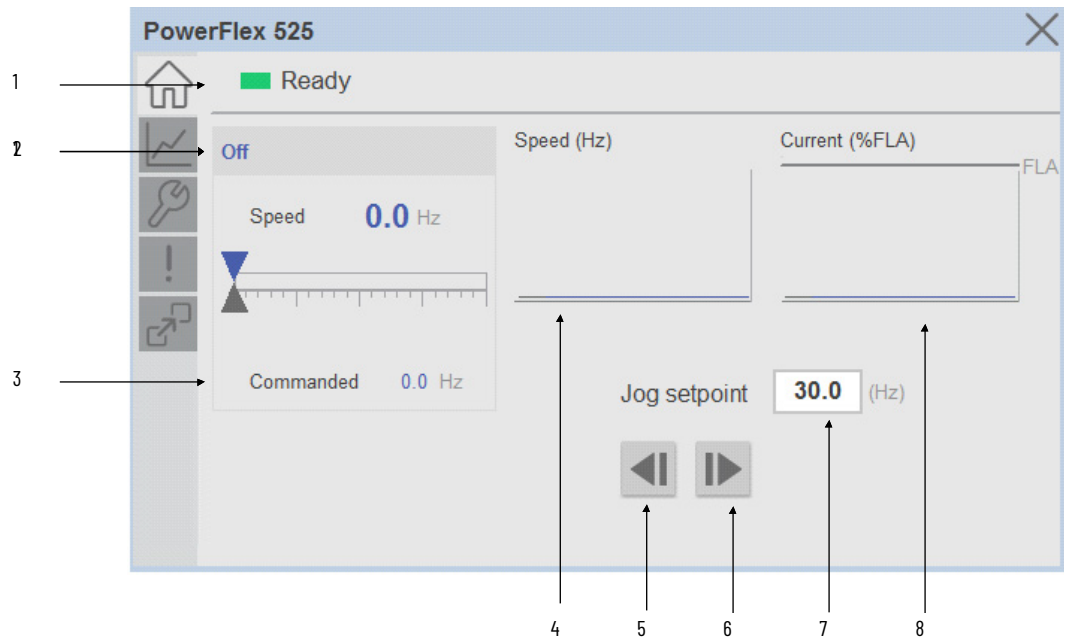 PowerFlex 525
1
Ready
2
Off
Speed (Hz)
Current (%FLA)
FLA
Speed 0.0 Hz
3
Commanded 0.0 Hz
Jog setpoint 30.0 (Hz)
4 5 6 7 8